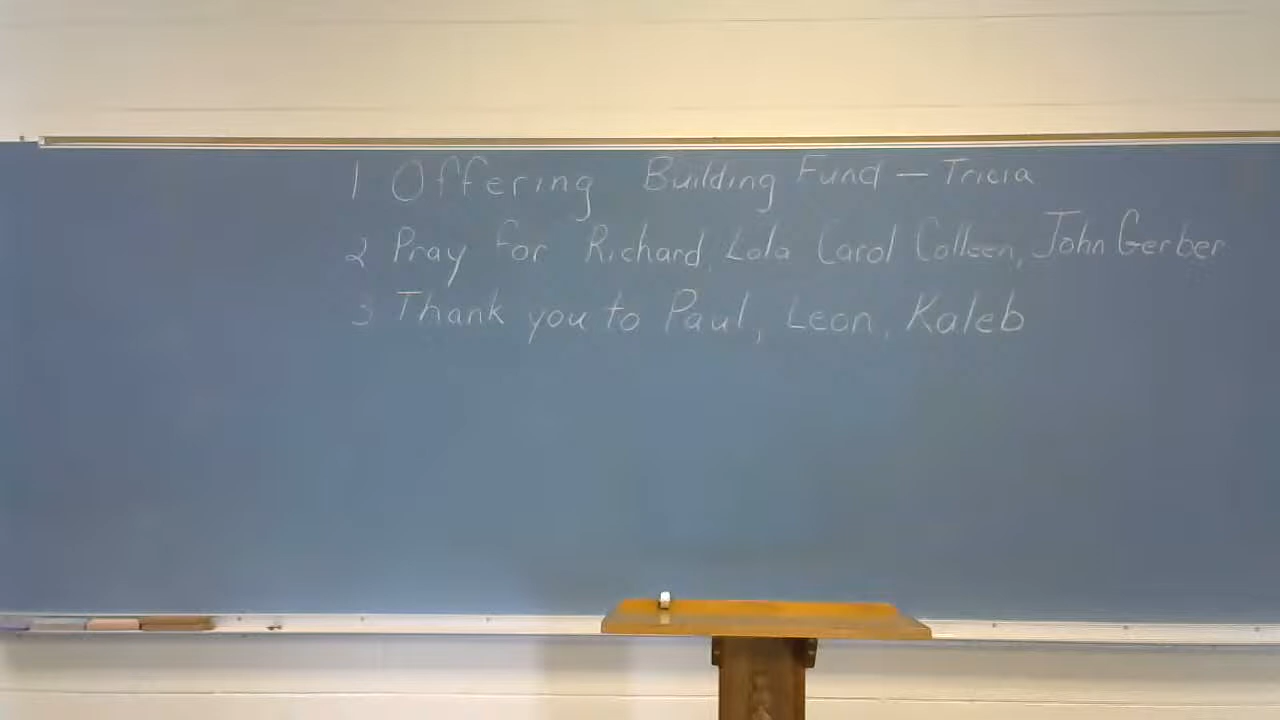 1 Offering Building Fund — Tricia
2 Pray for Richard, Lola Carol Colleen, John Gerber
3 Thank you to Paul, Leon, Kaleb